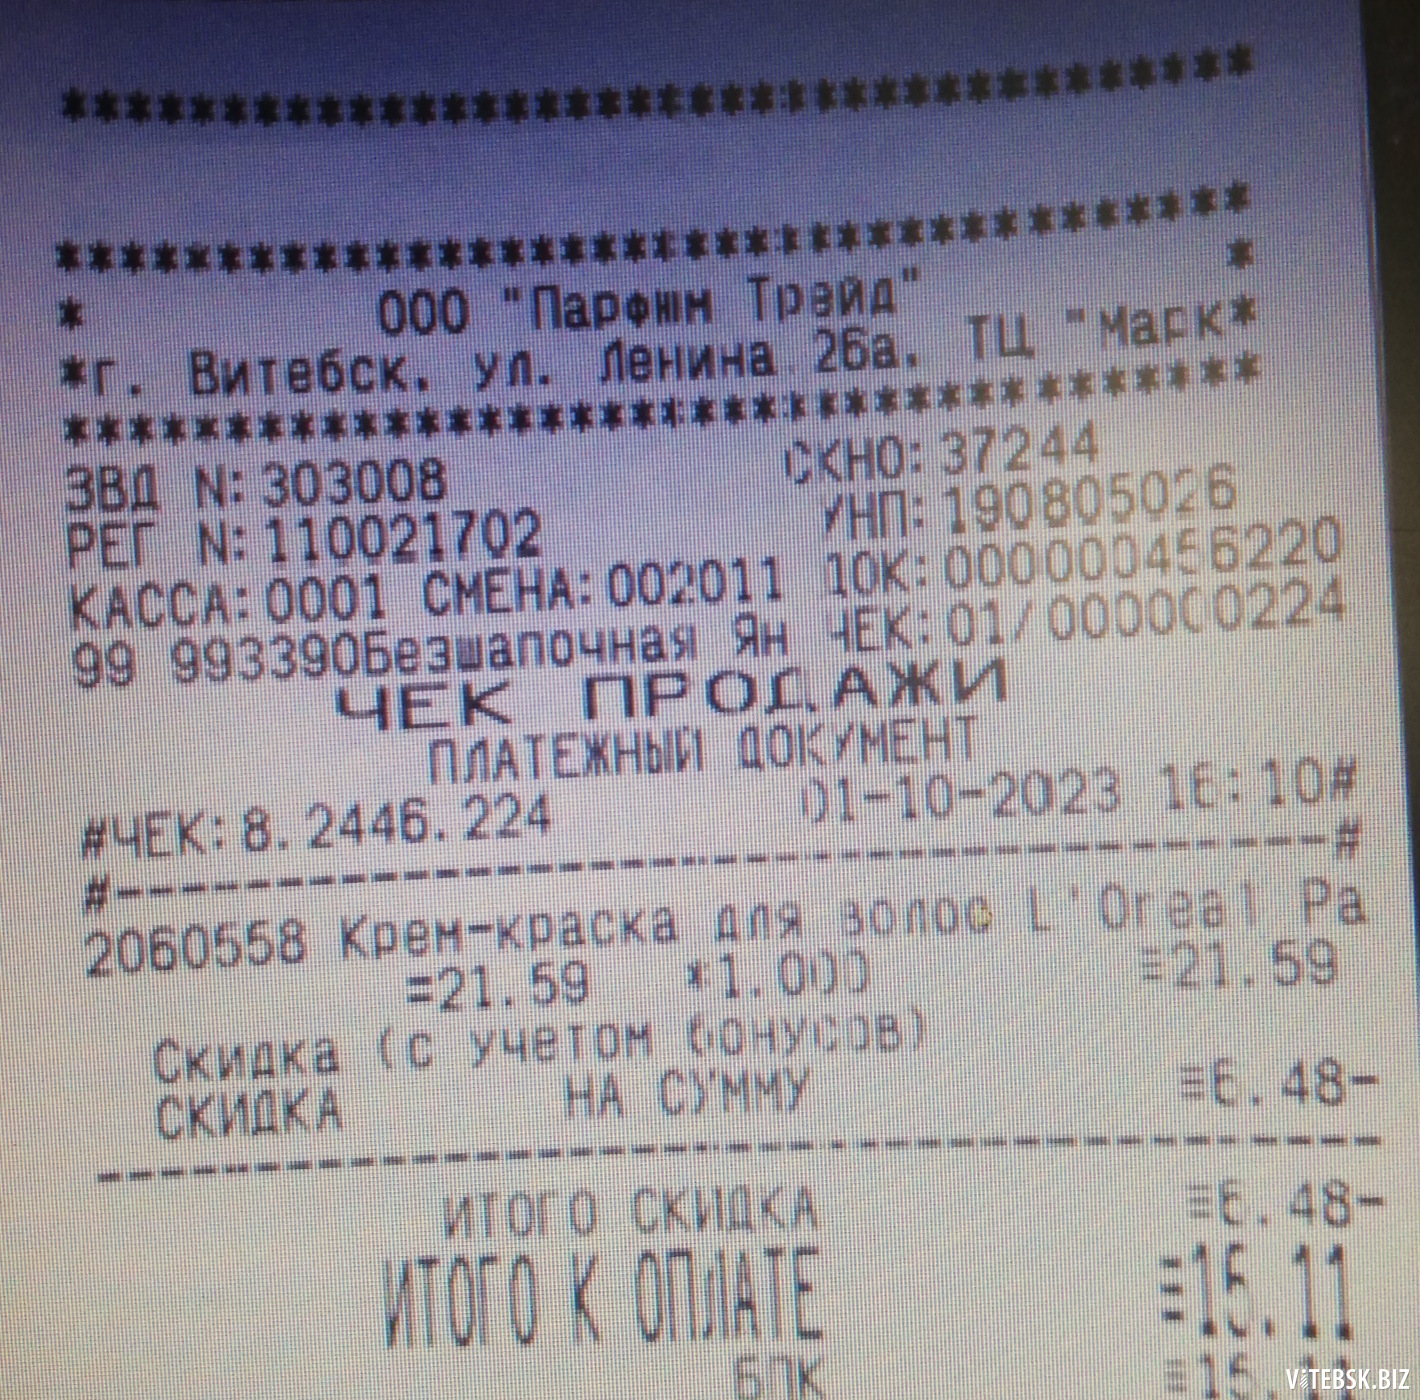 ****************************************
****************************************
* ООО "Парфюм Трейд" *
*г. Витебск, ул. Ленина 26а, ТЦ "Марк*
****************************************
ЗВД N:303008 СКНО:37244
РЕГ N:110021702 УНП:190805026
КАССА:0001 СМЕНА:002011 ДОК:000000456220
99 993390Безшапочная Ян ЧЕК:01/000000224
ЧЕК ПРОДАЖИ
ПЛАТЕЖНЫЙ ДОКУМЕНТ
#ЧЕК:8.2446.224 01-10-2023 16:10#
#--------------------------------------#
2060558 Крем-краска для волос L'Oreal Pa
≡21.59 *1.000 ≡21.59
Скидка (с учетом бонусов)
СКИДКА НА СУММУ ≡6.48-
----------------------------------------
ИТОГО СКИДКА ≡6.48-
ИТОГО К ОПЛАТЕ ≡15.11
БПК ≡15.11
VITEBSK.BIZ